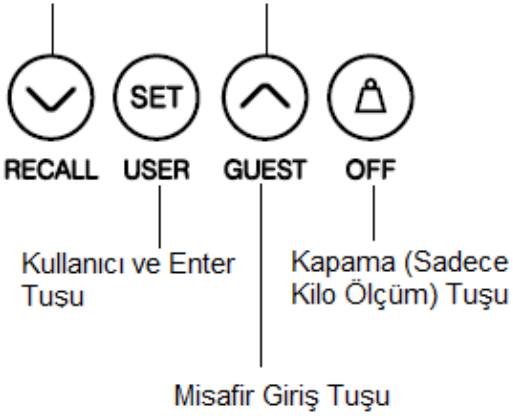 SET
RECALL USER GUEST OFF
Kullanıcı ve Enter
Tuşu
Kapama (Sadece
Kilo Ölçüm) Tuşu
Misafir Giriş Tuşu